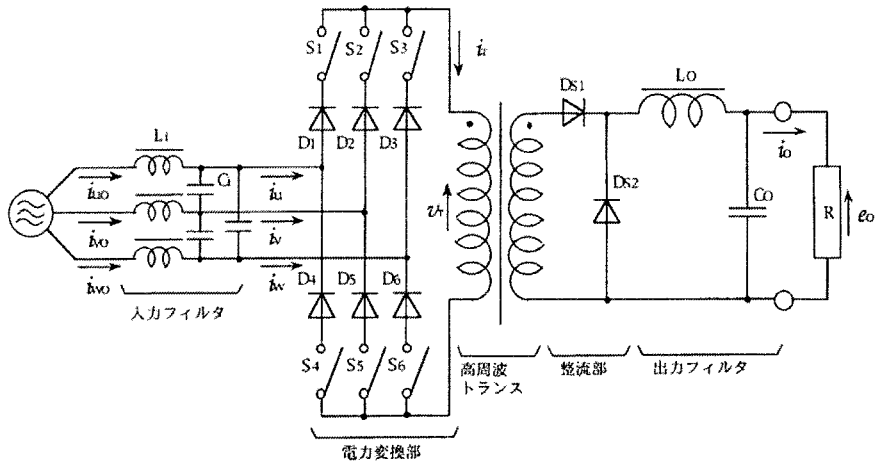 S1 S2 S3
ir
D1 D2 D3
Li
Ci
iuo
iu
ivo
iv
iwo
iw
入力フィルタ
D4 D5 D6
S4 S5 S6
電力変換部
vr
高周波
トランス
DS1
DS2
整流部
Lo
Co
出力フィルタ
io
R
eo